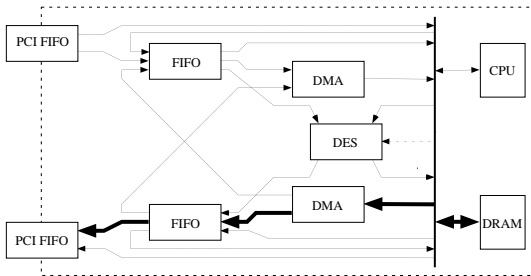 PCI FIFO
FIFO
DMA
CPU
DES
DMA
FIFO
DRAM
PCI FIFO